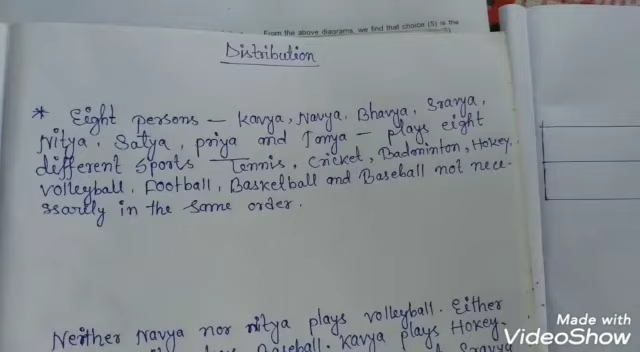 From the above diagrams, we find that choice (5) is the
Distribution
* Eight persons – Kavya, Navya, Bhavya, Sravya,
Nitya, Satya, priya and Tanya – plays eight
different sports – Tennis, Cricket, Badminton, Hokey,
volleyball, Football, Basketball and Baseball not nece-
ssarily in the same order.
Neither Navya nor nitya plays volleyball. Either
Baseball. Kavya plays Hokey.
Sravya
Made with
VideoShow